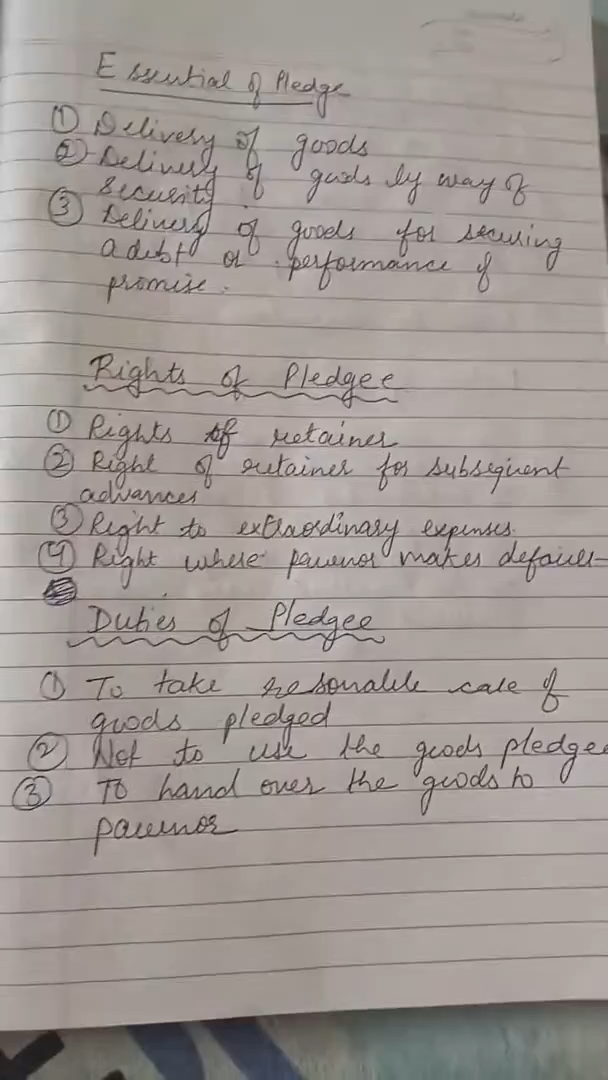 Essential of Pledge
① Delivery of goods
② Delivery of goods by way of
security
③ Delivery of goods for securing
a debt or performance of
promise.
Rights of Pledgee
① Rights of retainer
② Right of retainer for subsequent
advances
③ Right to extraordinary expenses.
④ Right where pawnor makes default
Duties of Pledgee
① To take resonable care of
goods pledged
② Not to use the goods pledge
③ To hand over the goods to
pawnor